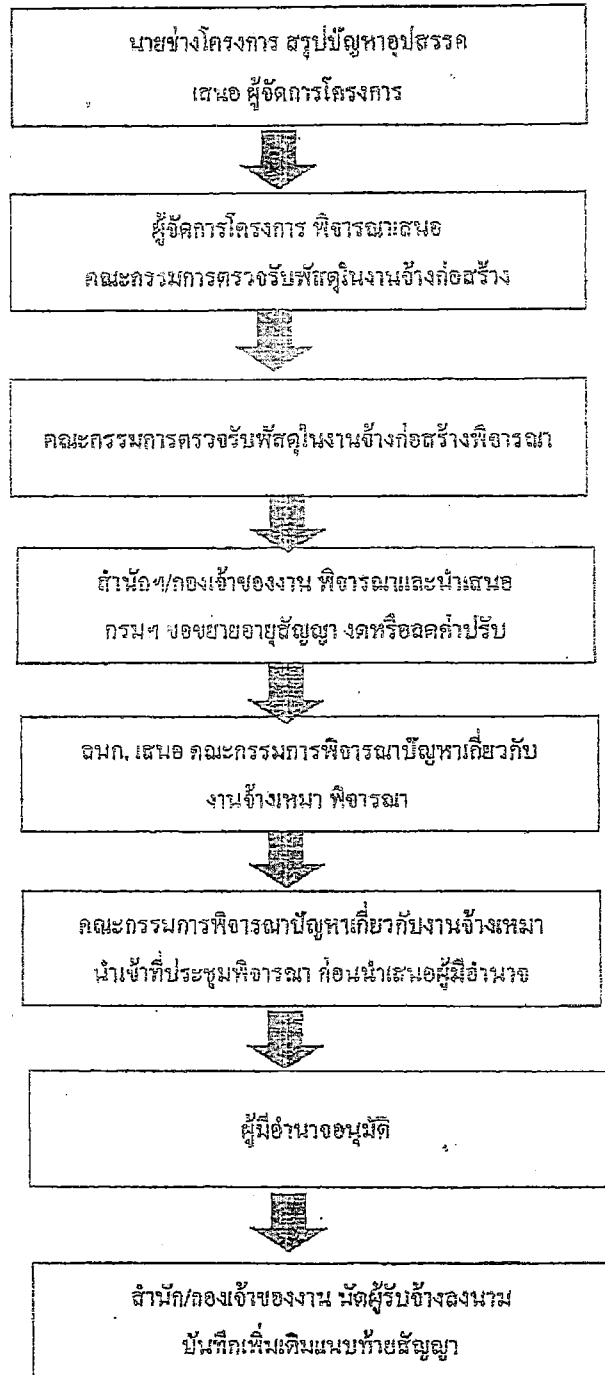 นายช่างโครงการ สรุปปัญหาอุปสรรค
เสนอ ผู้จัดการโครงการ
ผู้จัดการโครงการ พิจารณาเสนอ
คณะกรรมการตรวจรับพัสดุในงานจ้างก่อสร้าง
คณะกรรมการตรวจรับพัสดุในงานจ้างก่อสร้างพิจารณา
สำนักฯ/กองเจ้าของงาน พิจารณาและนำเสนอ
กรมฯ ขอขยายอายุสัญญา งดหรือลดค่าปรับ
ฉนก. เสนอ คณะกรรมการพิจารณาปัญหาเกี่ยวกับ
งานจ้างเหมา พิจารณา
คณะกรรมการพิจารณาปัญหาเกี่ยวกับงานจ้างเหมา
นำเข้าที่ประชุมพิจารณา ก่อนนำเสนอผู้มีอำนาจ
ผู้มีอำนาจอนุมัติ
สำนัก/กองเจ้าของงาน นัดผู้รับจ้างลงนาม
บันทึกเพิ่มเติมแนบท้ายสัญญา